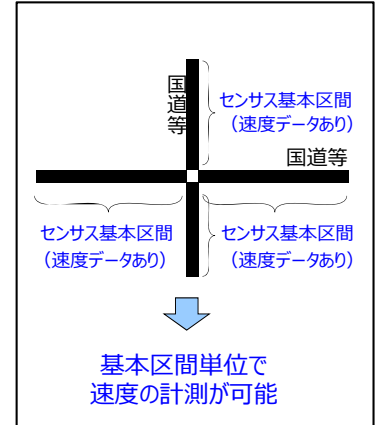 国道等
センサス基本区間
（速度データあり）
国道等
センサス基本区間
（速度データあり）
センサス基本区間
（速度データあり）
基本区間単位で
速度の計測が可能